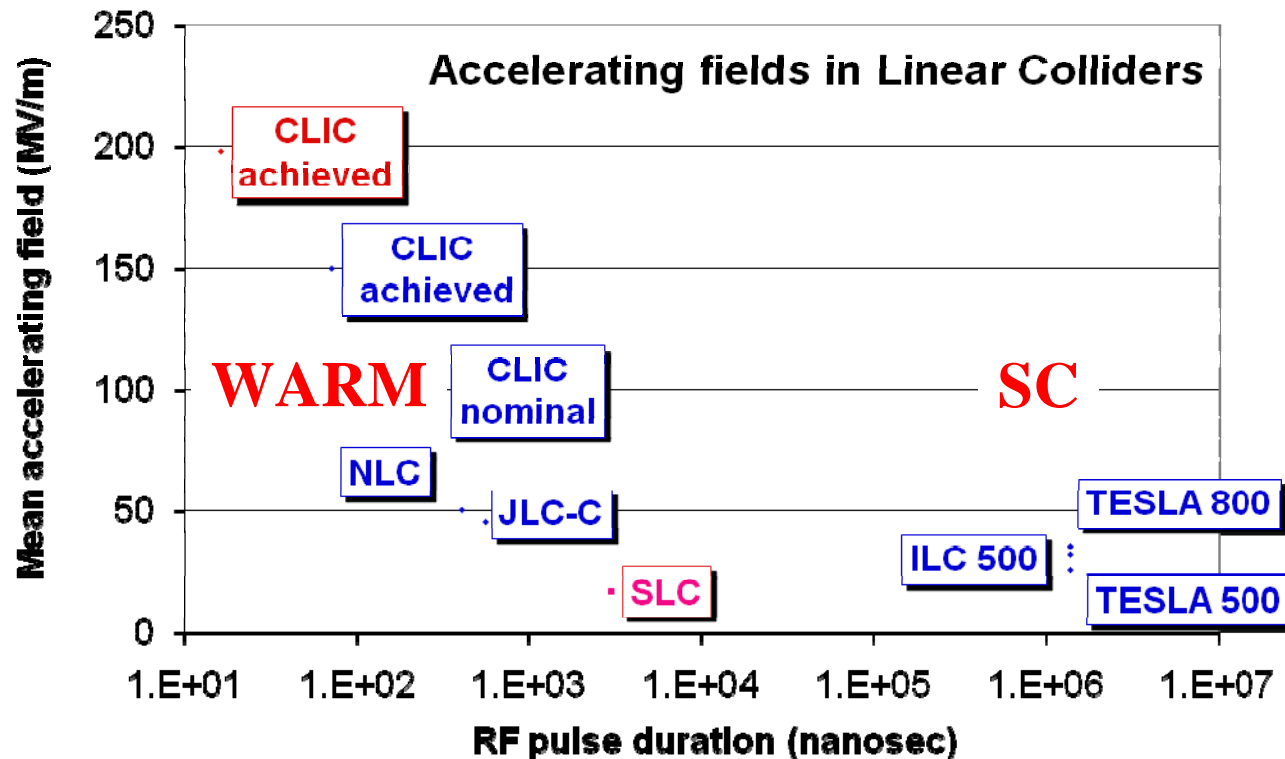 Accelerating fields in Linear Colliders
Mean accelerating field (MV/m)
250
200
150
100
50
0
CLIC
achieved
CLIC
achieved
WARM
CLIC
nominal
SC
NLC
JLC-C
SLC
ILC 500
TESLA 800
TESLA 500
1.E+01 1.E+02 1.E+03 1.E+04 1.E+05 1.E+06 1.E+07
RF pulse duration (nanosec)